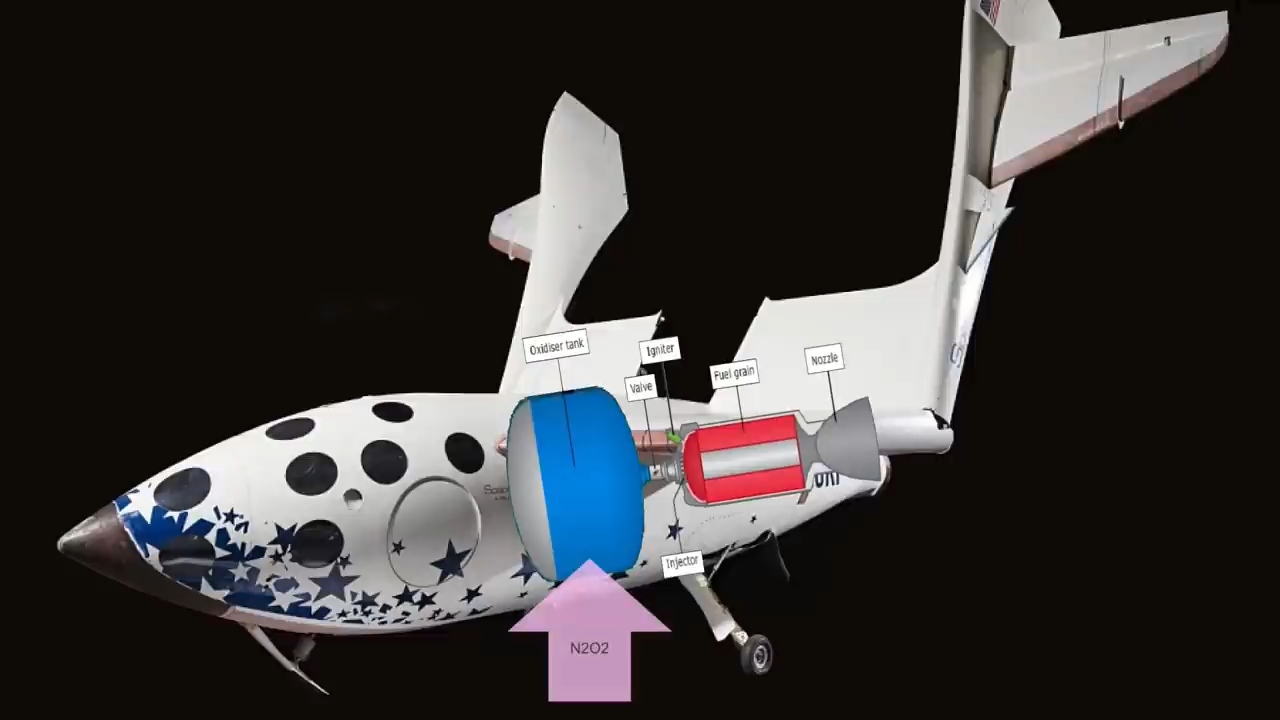 Oxidiser tank
Igniter
Valve
Fuel grain
Nozzle
Injector
N2O2